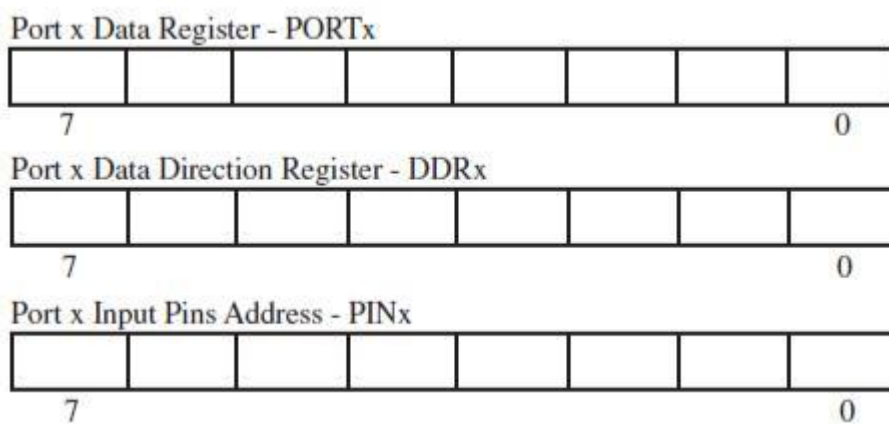 Port x Data Register - PORTx
7 0
Port x Data Direction Register - DDRx
7 0
Port x Input Pins Address - PINx
7 0